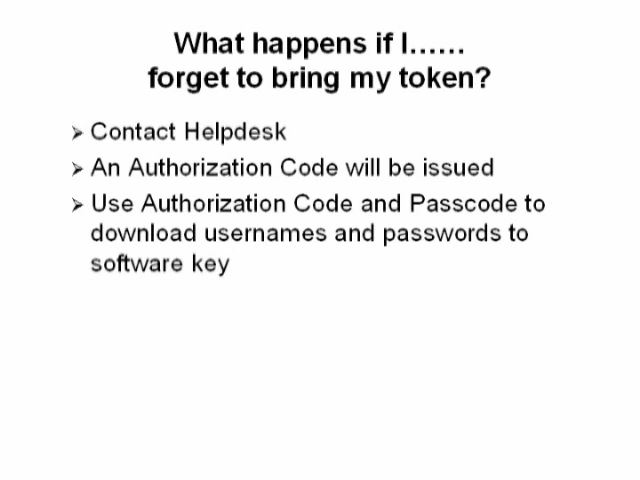 What happens if I……
forget to bring my token?
➢ Contact Helpdesk
➢ An Authorization Code will be issued
➢ Use Authorization Code and Passcode to
download usernames and passwords to
software key